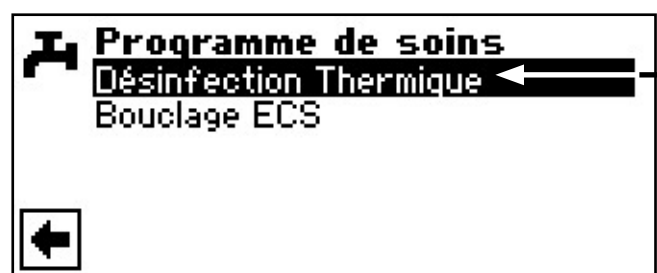 Programme de soins
Désinfection Thermique
Bouclage ECS